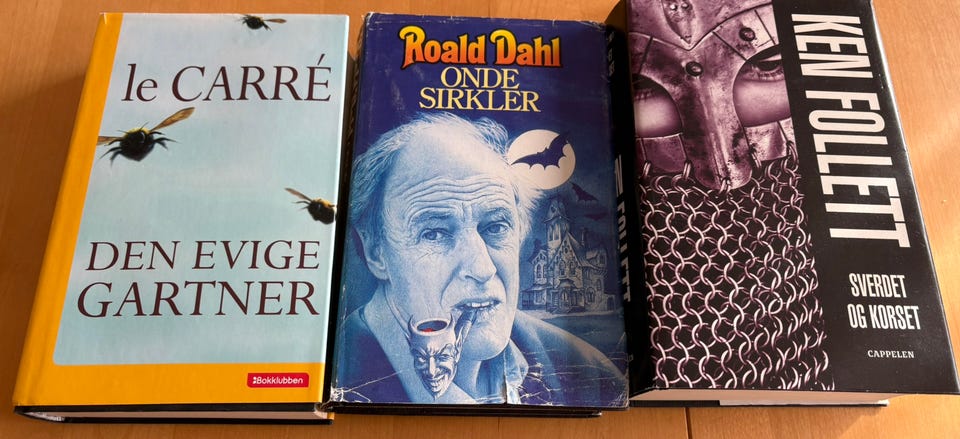 le CARRÉ
DEN EVIGE
GARTNER
Bokklubben
Roald Dahl
ONDE
SIRKLER
KEN FOLLETT
SVERDET
OG KORSET
CAPPELEN